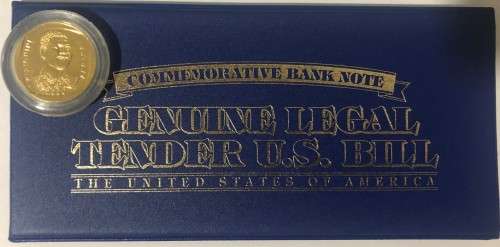 COMMEMORATIVE BANK NOTE
GENUINE LEGAL
TENDER U.S. BILL
THE UNITED STATES OF AMERICA